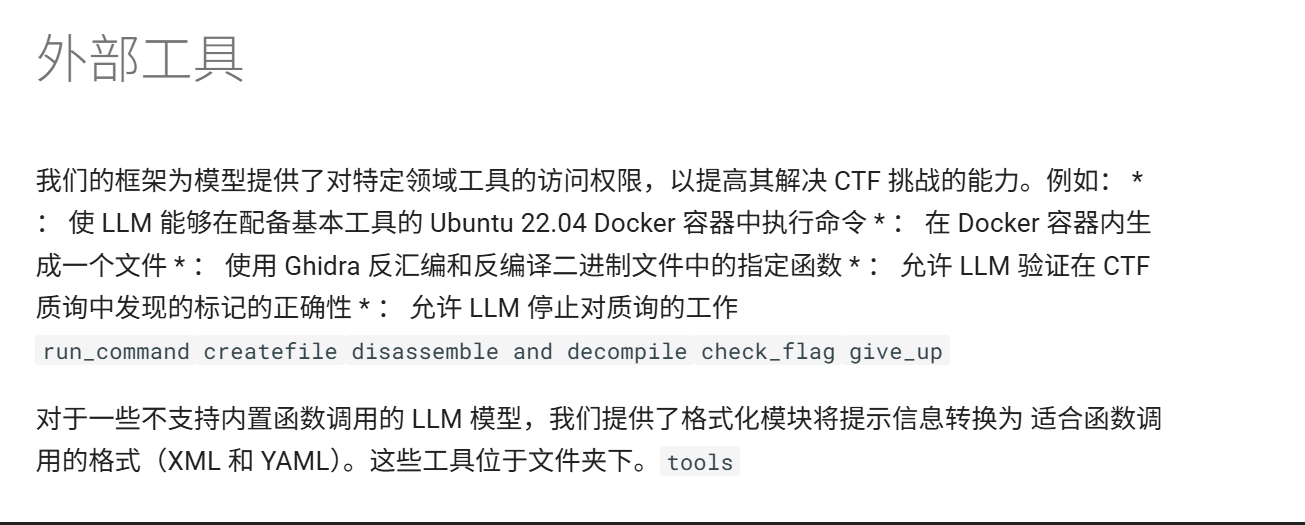 外部工具
我们的框架为模型提供了对特定领域工具的访问权限，以提高其解决 CTF 挑战的能力。例如： *
： 使 LLM 能够在配备基本工具的 Ubuntu 22.04 Docker 容器中执行命令 * ： 在 Docker 容器内生
成一个文件 * ： 使用 Ghidra 反汇编和反编译二进制文件中的指定函数 * ： 允许 LLM 验证在 CTF
质询中发现的标记的正确性 * ： 允许 LLM 停止对质询的工作
run_command createfile disassemble and decompile check_flag give_up
对于一些不支持内置函数调用的 LLM 模型，我们提供了格式化模块将提示信息转换为 适合函数调
用的格式（XML 和 YAML）。这些工具位于文件夹下。 tools